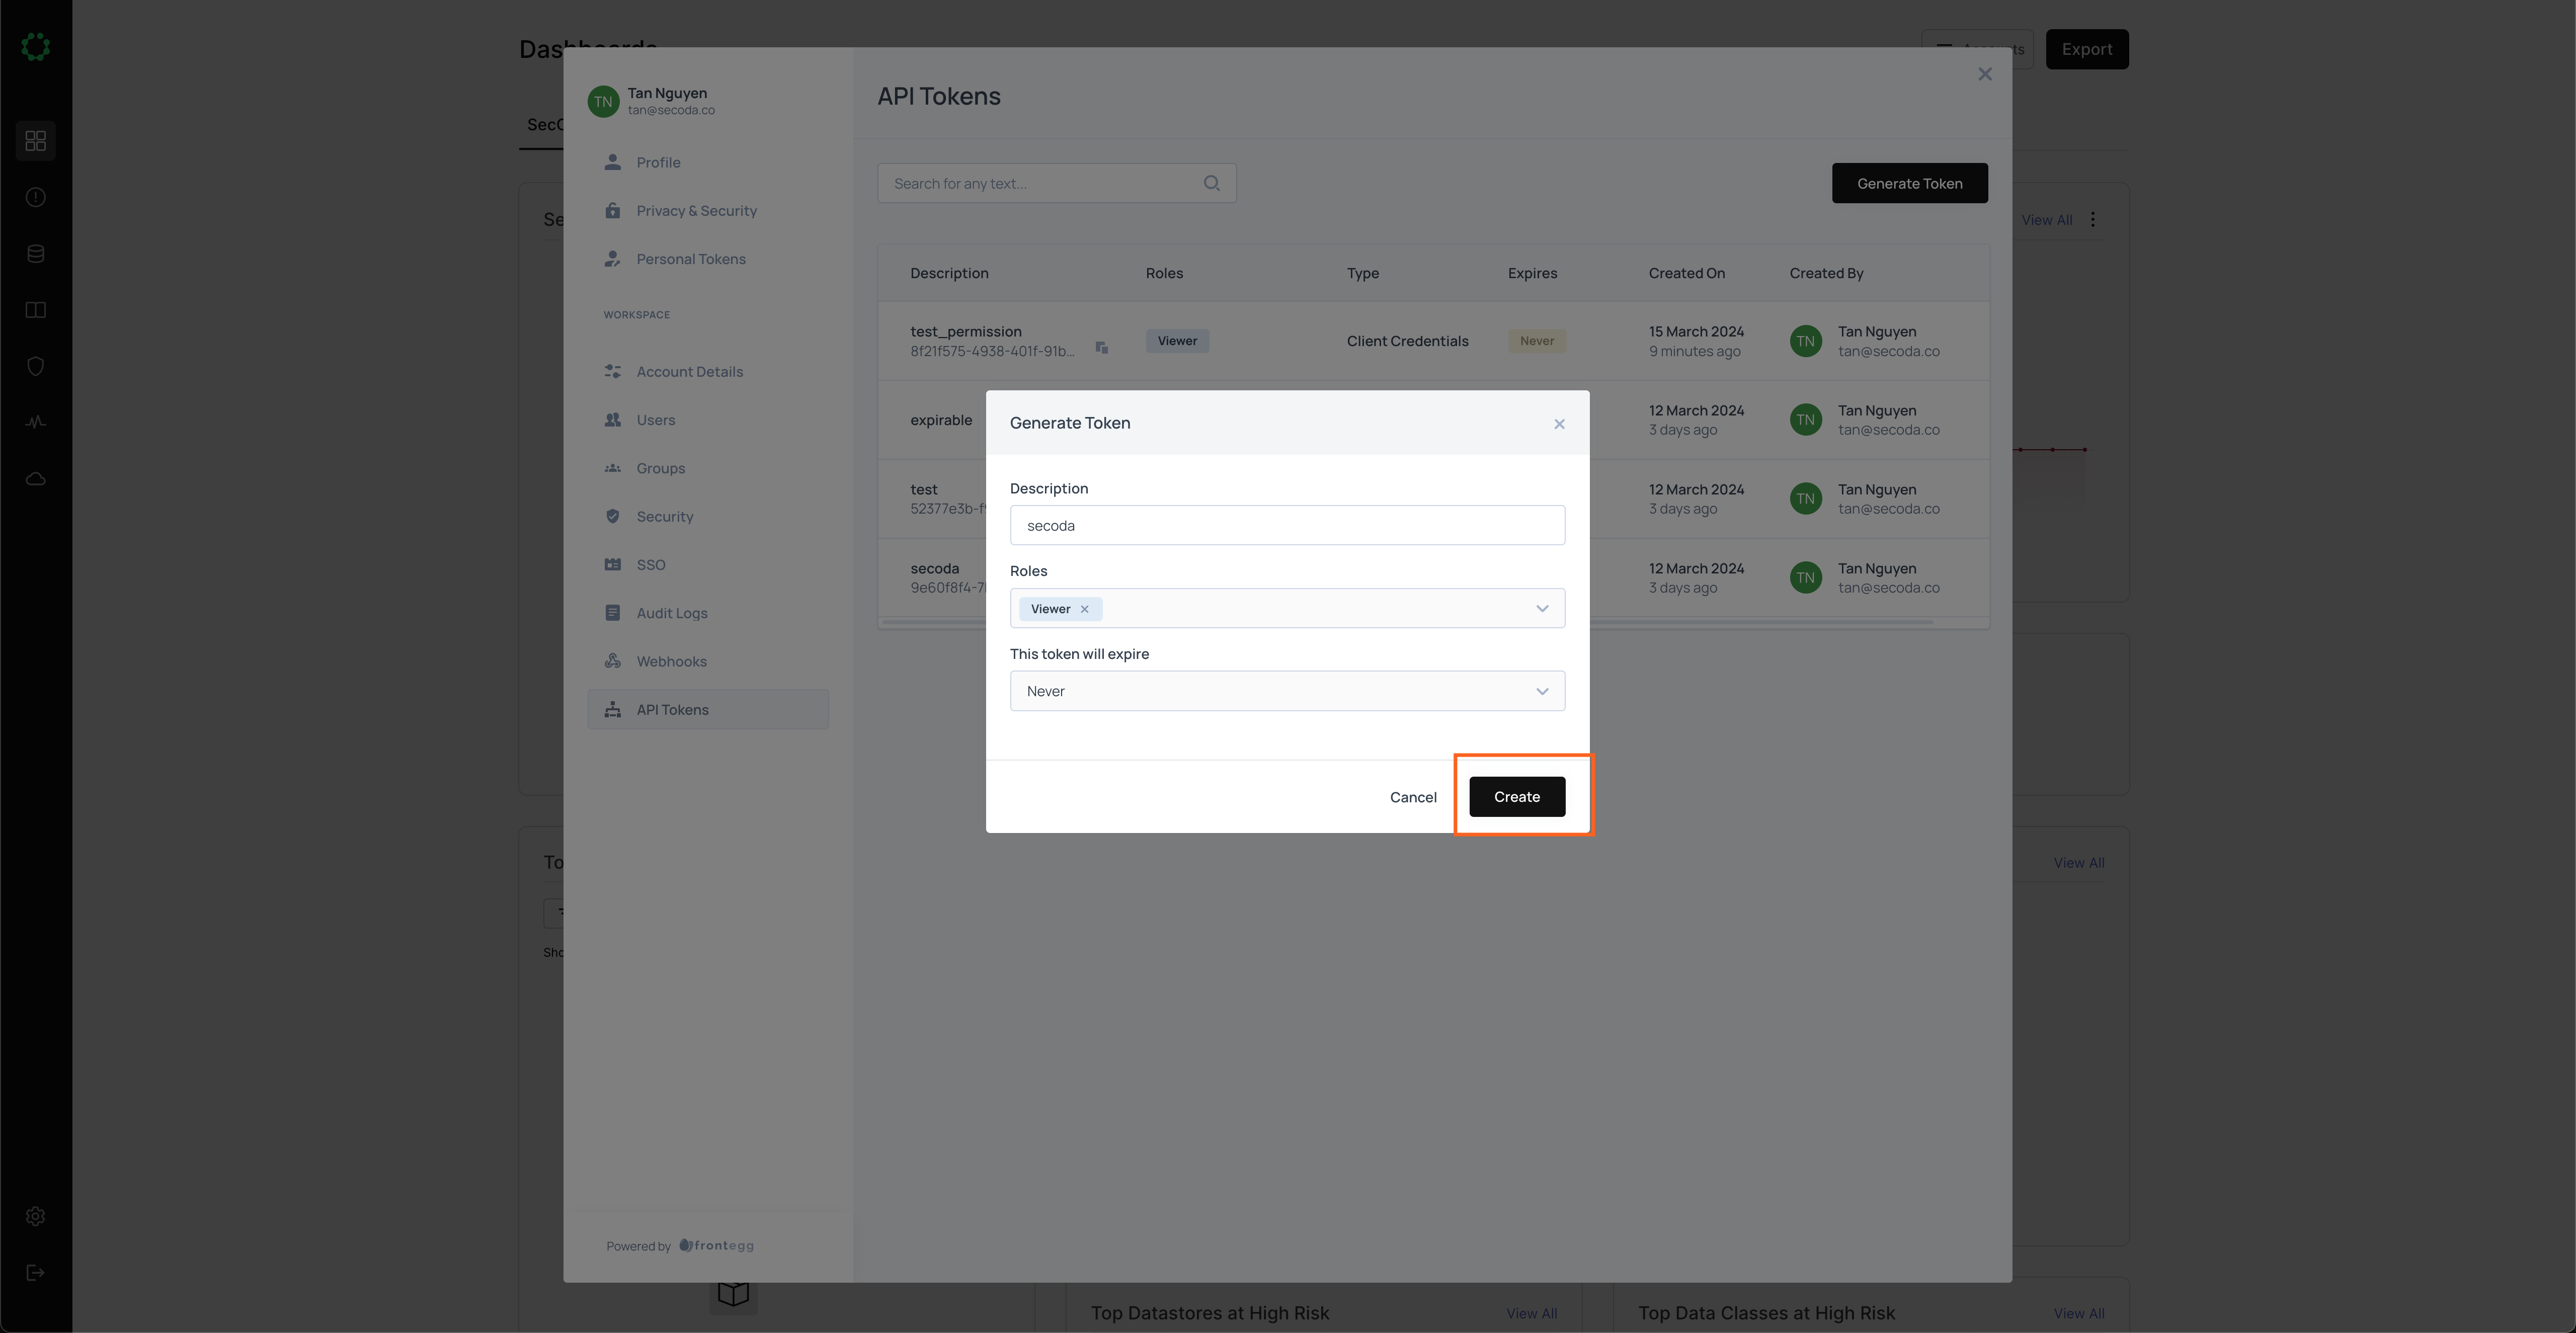 Dashboards
Export
TN
Tan Nguyen
tan@secoda.co
Profile
Privacy & Security
Personal Tokens
WORKSPACE
Account Details
Users
Groups
Security
SSO
Audit Logs
Webhooks
API Tokens
Powered by frontegg
API Tokens
Search for any text...
Generate Token
Description Roles Type Expires Created On Created By
test_permission
8f21f575-4938-401f-91b...
Viewer
Client Credentials
Never
15 March 2024
9 minutes ago
TN
Tan Nguyen
tan@secoda.co
expirable
12 March 2024
3 days ago
TN
Tan Nguyen
tan@secoda.co
test
52377e3b-f
12 March 2024
3 days ago
TN
Tan Nguyen
tan@secoda.co
secoda
9e60f8f4-7
12 March 2024
3 days ago
TN
Tan Nguyen
tan@secoda.co
Generate Token
Description
secoda
Roles
Viewer
This token will expire
Never
Cancel
Create
View All
View All
Top Datastores at High Risk
View All
Top Data Classes at High Risk
View All